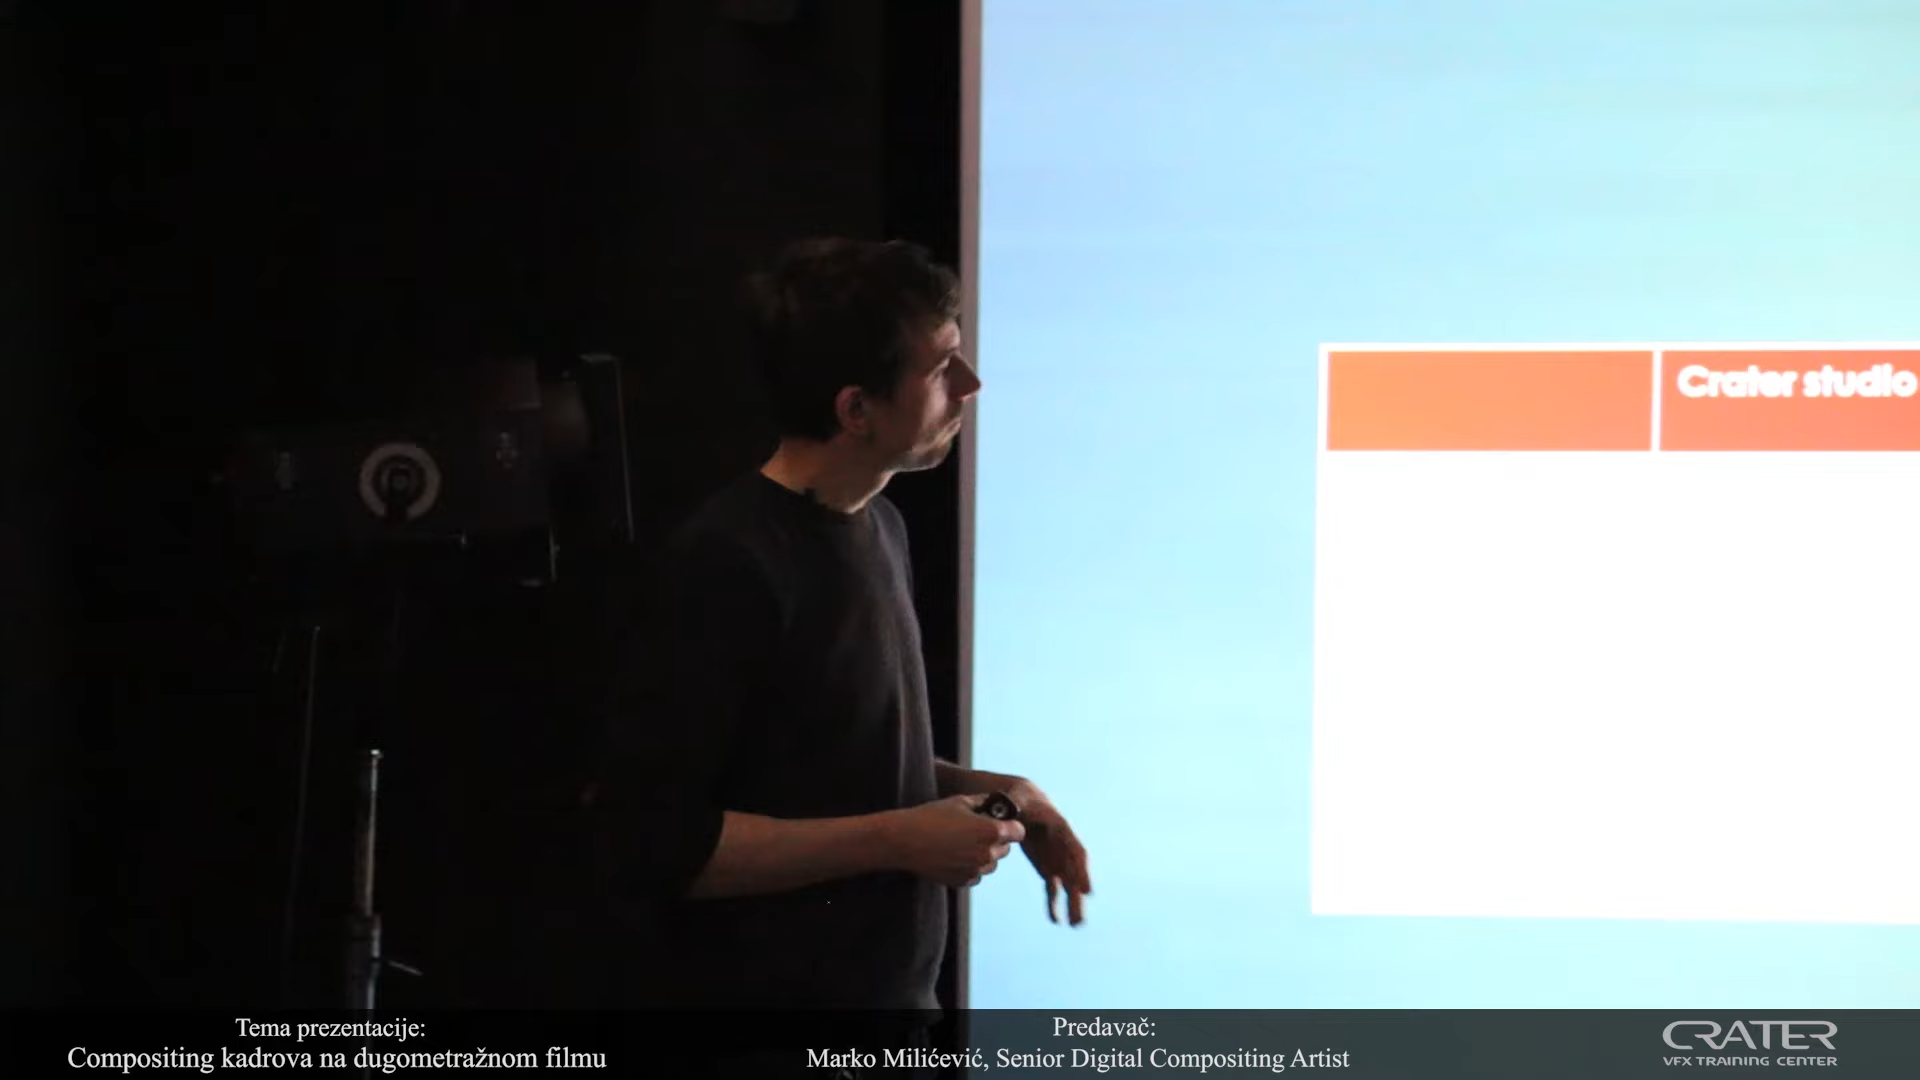 Crater studio
Tema prezentacije:
Compositing kadrova na dugometražnom filmu
Predavač:
Marko Milićević, Senior Digital Compositing Artist
CRATER
VFX TRAINING CENTER